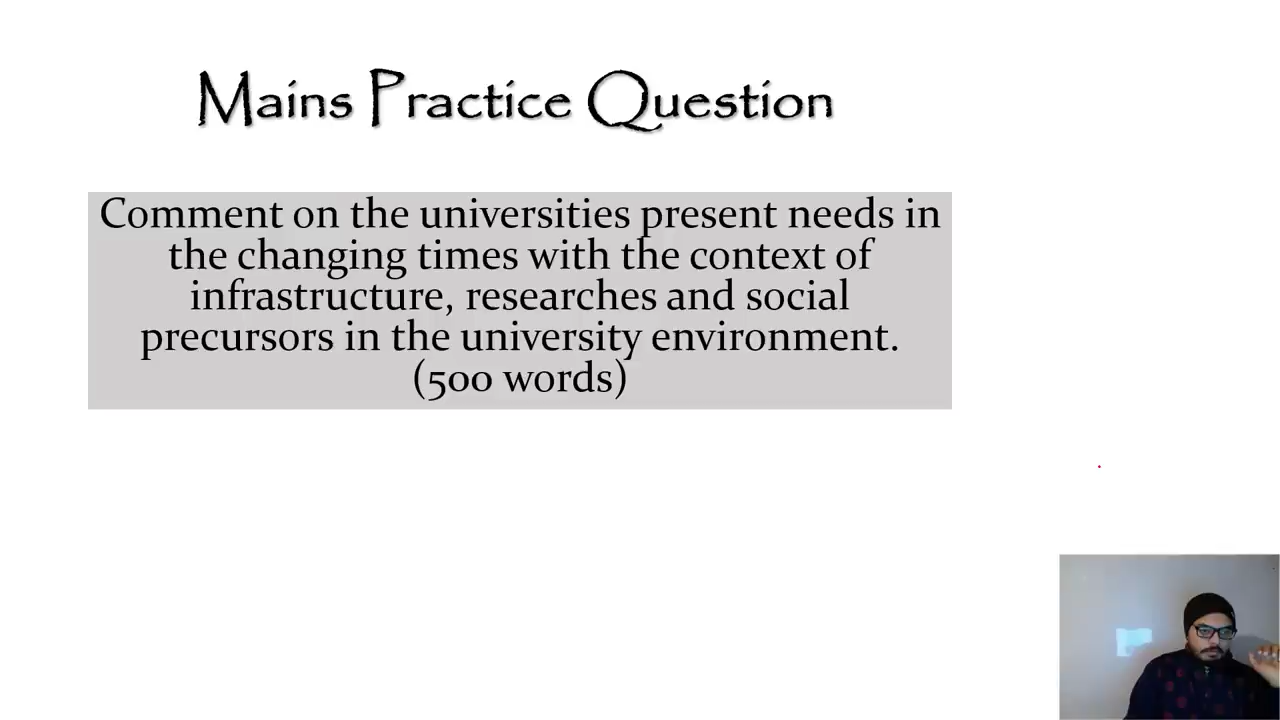 Mains Practice Question
Comment on the universities present needs in
the changing times with the context of
infrastructure, researches and social
precursors in the university environment.
(500 words)